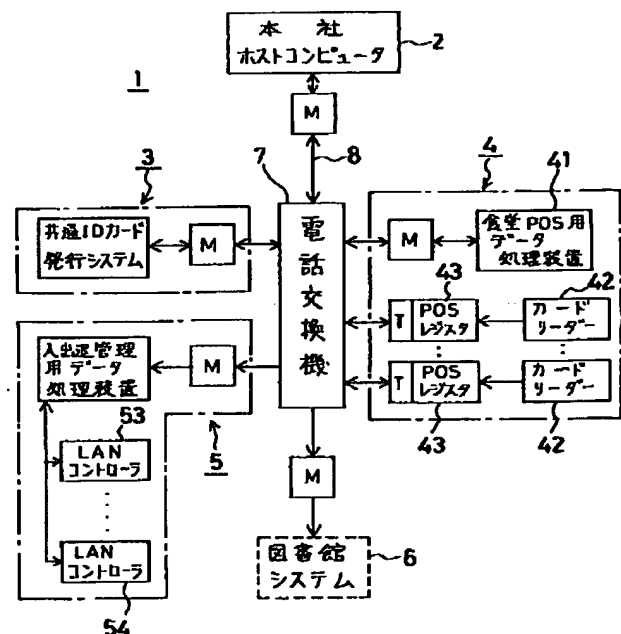 本社
ホストコンピュータ
2
1
M
8
7
3
共通IDカード
発行システム
M
電話交換機
4
41
M
食堂POS用
データ
処理装置
43
42
T
POS
レジスタ
カード
リーダー
T
POS
レジスタ
カード
リーダー
43
42
入出退管理
用データ
処理装置
M
53
LAN
コントローラ
5
LAN
コントローラ
54
M
図書館
システム
6